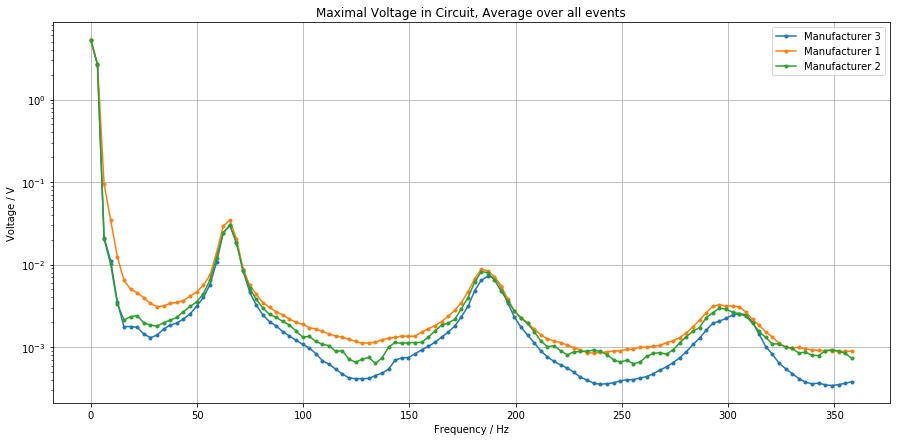 Maximal Voltage in Circuit, Average over all events
Manufacturer 3
Manufacturer 1
Manufacturer 2
Voltage / V
10⁰
10⁻¹
10⁻²
10⁻³
0 50 100 150 200 250 300 350
Frequency / Hz